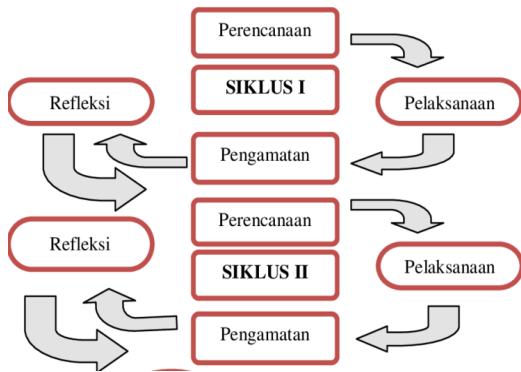 Perencanaan
SIKLUS I
Refleksi
Pelaksanaan
Pengamatan
Perencanaan
Refleksi
SIKLUS II
Pelaksanaan
Pengamatan